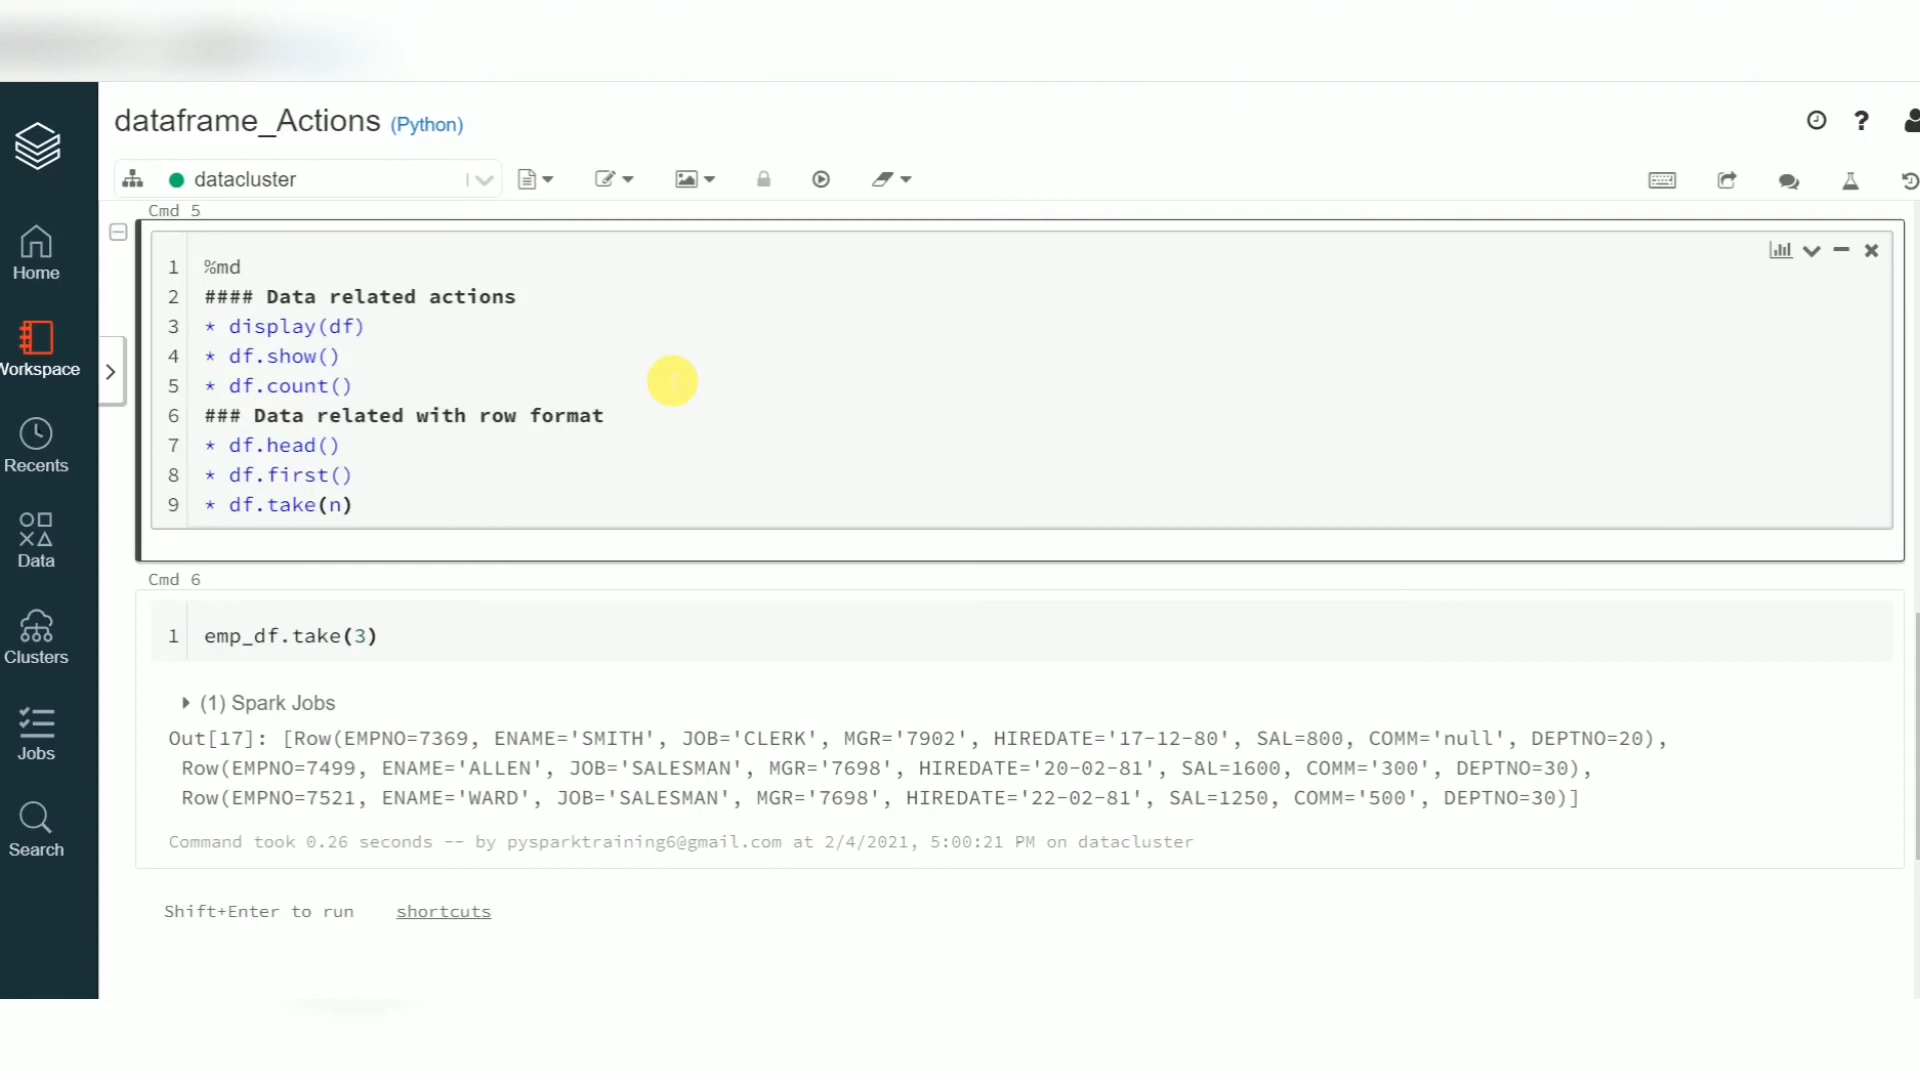 dataframe_Actions (Python)
datacluster
Home
Workspace
Recents
Data
Clusters
Jobs
Search
Cmd 5
1 %md
2 #### Data related actions
3 * display(df)
4 * df.show()
5 * df.count()
6 ### Data related with row format
7 * df.head()
8 * df.first()
9 * df.take(n)
Cmd 6
1 emp_df.take(3)
(1) Spark Jobs
Out[17]: [Row(EMPNO=7369, ENAME='SMITH', JOB='CLERK', MGR='7902', HIREDATE='17-12-80', SAL=800, COMM='null', DEPTNO=20),
Row(EMPNO=7499, ENAME='ALLEN', JOB='SALESMAN', MGR='7698', HIREDATE='20-02-81', SAL=1600, COMM='300', DEPTNO=30),
Row(EMPNO=7521, ENAME='WARD', JOB='SALESMAN', MGR='7698', HIREDATE='22-02-81', SAL=1250, COMM='500', DEPTNO=30)]
Command took 0.26 seconds -- by pysparktraining6@gmail.com at 2/4/2021, 5:00:21 PM on datacluster
Shift+Enter to run shortcuts